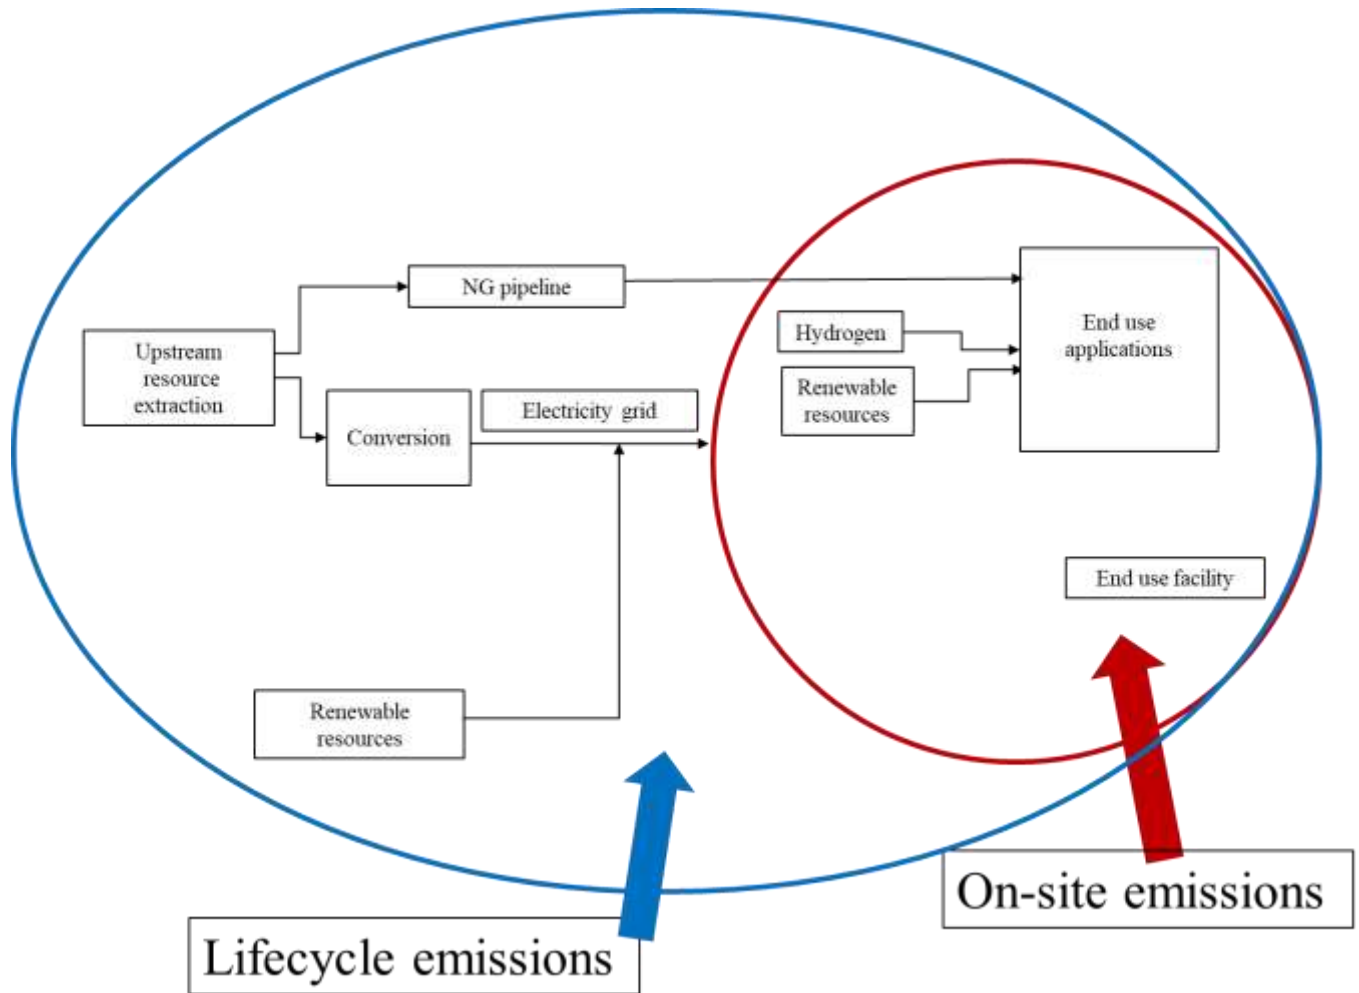 NG pipeline
Upstream
resource
extraction
Conversion
Electricity grid
Renewable
resources
Hydrogen
Renewable
resources
End use
applications
End use facility
Lifecycle emissions
On-site emissions